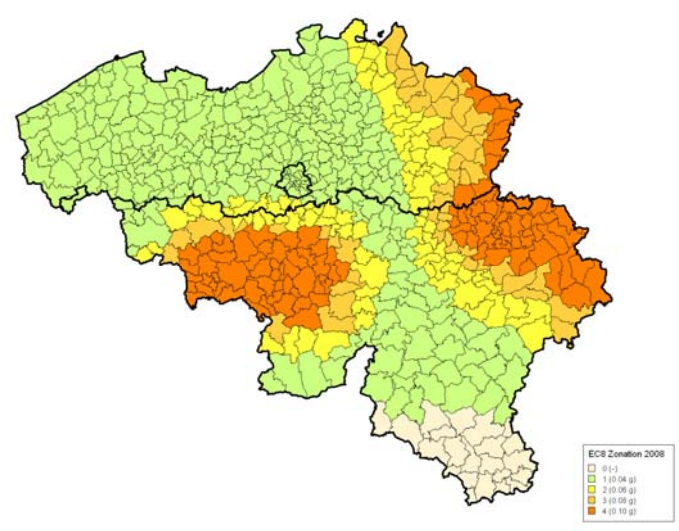 EC8 Zonation 2008
0 (-)
1 (0.04 g)
2 (0.06 g)
3 (0.08 g)
4 (0.10 g)